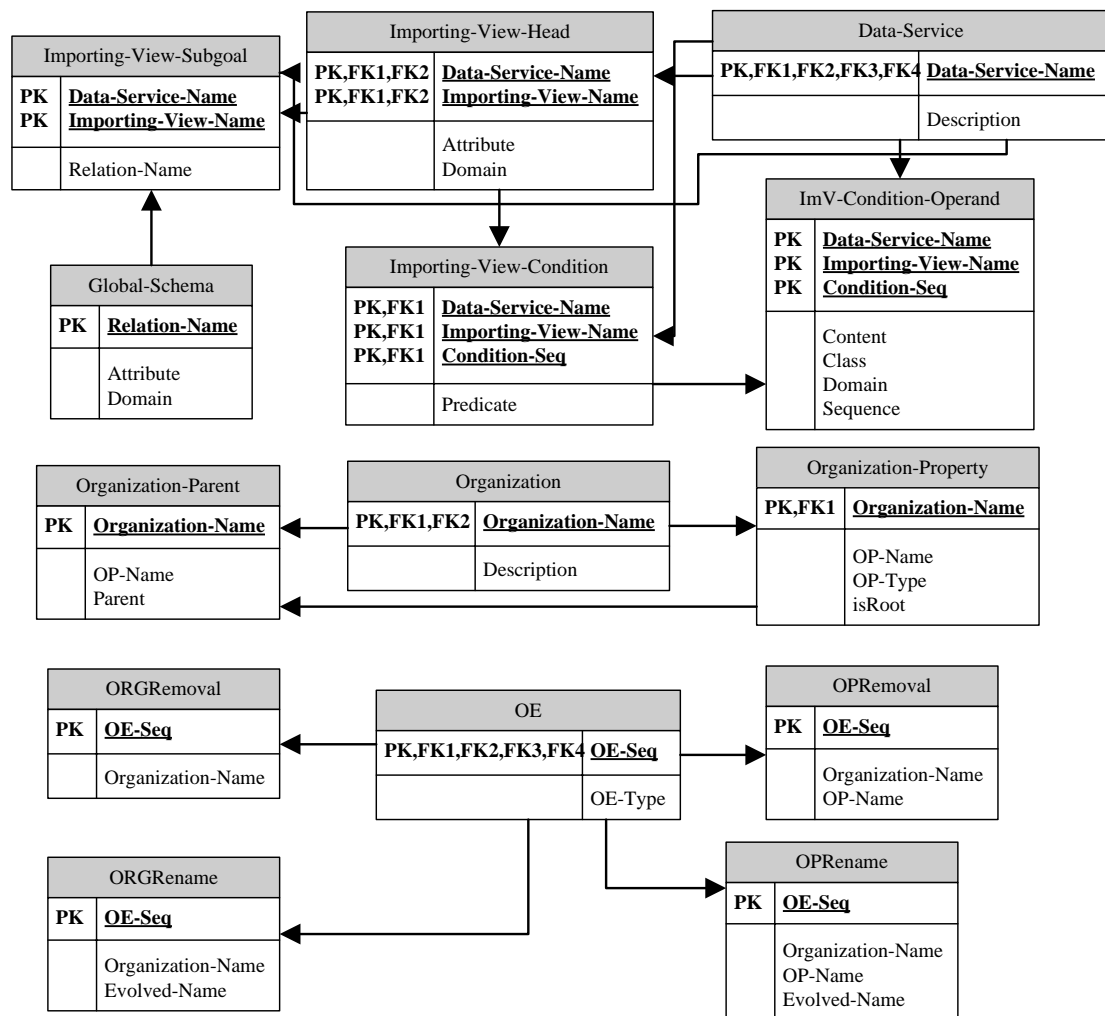 Importing-View-Subgoal
PK Data-Service-Name
PK Importing-View-Name
Relation-Name
Importing-View-Head
PK,FK1,FK2 Data-Service-Name
PK,FK1,FK2 Importing-View-Name
Attribute
Domain
Data-Service
PK,FK1,FK2,FK3,FK4 Data-Service-Name
Description
Global-Schema
PK Relation-Name
Attribute
Domain
Importing-View-Condition
PK,FK1 Data-Service-Name
PK,FK1 Importing-View-Name
PK,FK1 Condition-Seq
Predicate
ImV-Condition-Operand
PK Data-Service-Name
PK Importing-View-Name
PK Condition-Seq
Content
Class
Domain
Sequence
Organization-Parent
PK Organization-Name
OP-Name
Parent
Organization
PK,FK1,FK2 Organization-Name
Description
Organization-Property
PK,FK1 Organization-Name
OP-Name
OP-Type
isRoot
ORGRemoval
PK OE-Seq
Organization-Name
OE
PK,FK1,FK2,FK3,FK4 OE-Seq
OE-Type
OPRemoval
PK OE-Seq
Organization-Name
OP-Name
ORGRename
PK OE-Seq
Organization-Name
Evolved-Name
OPRename
PK OE-Seq
Organization-Name
OP-Name
Evolved-Name